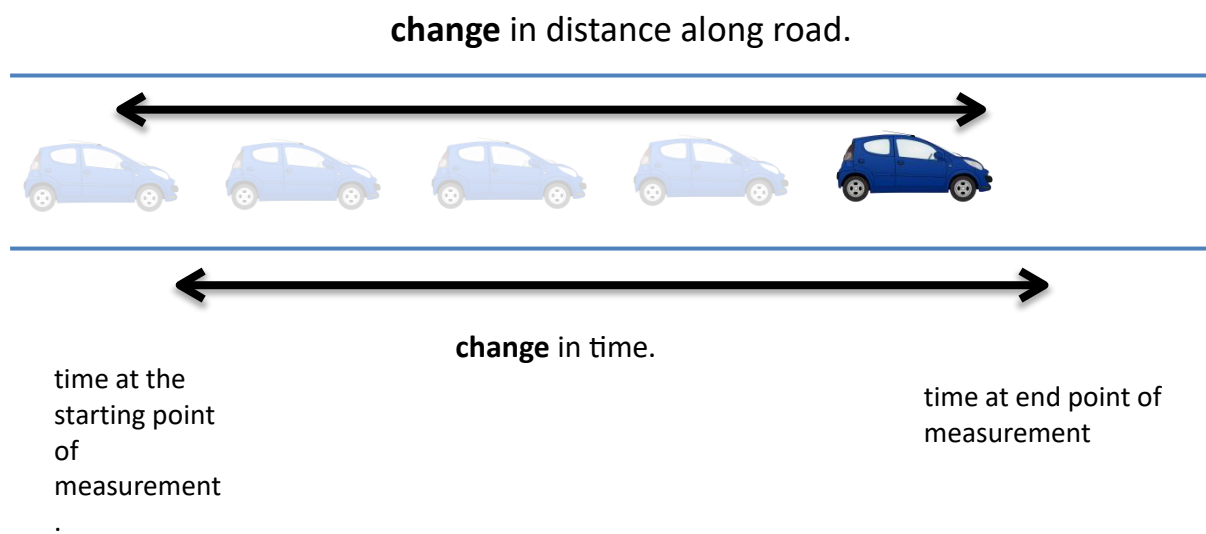 change in distance along road.
change in time.
time at the
starting point
of
measurement
.
time at end point of
measurement